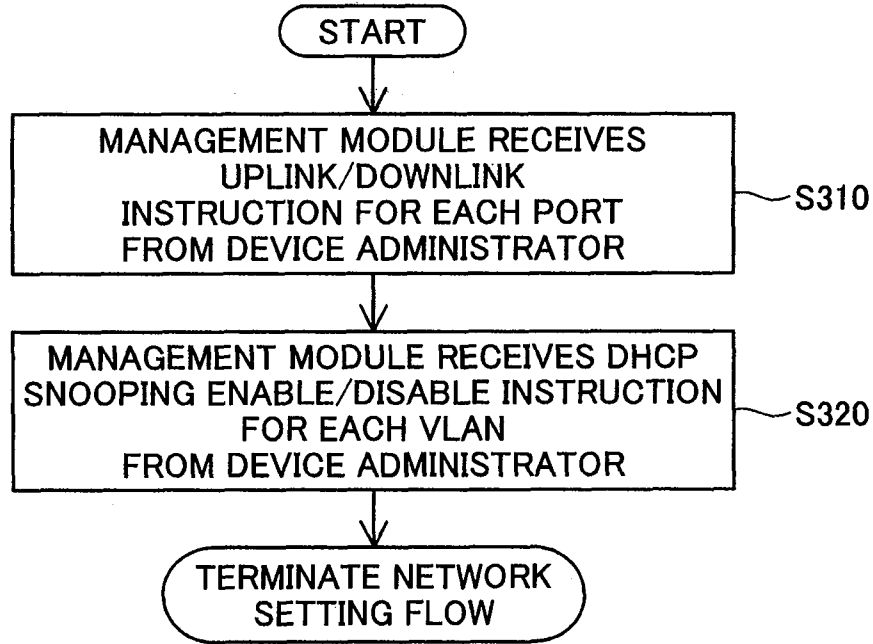 START
MANAGEMENT MODULE RECEIVES
UPLINK/DOWNLINK
INSTRUCTION FOR EACH PORT
FROM DEVICE ADMINISTRATOR
S310
MANAGEMENT MODULE RECEIVES DHCP
SNOOPING ENABLE/DISABLE INSTRUCTION
FOR EACH VLAN
FROM DEVICE ADMINISTRATOR
S320
TERMINATE NETWORK
SETTING FLOW